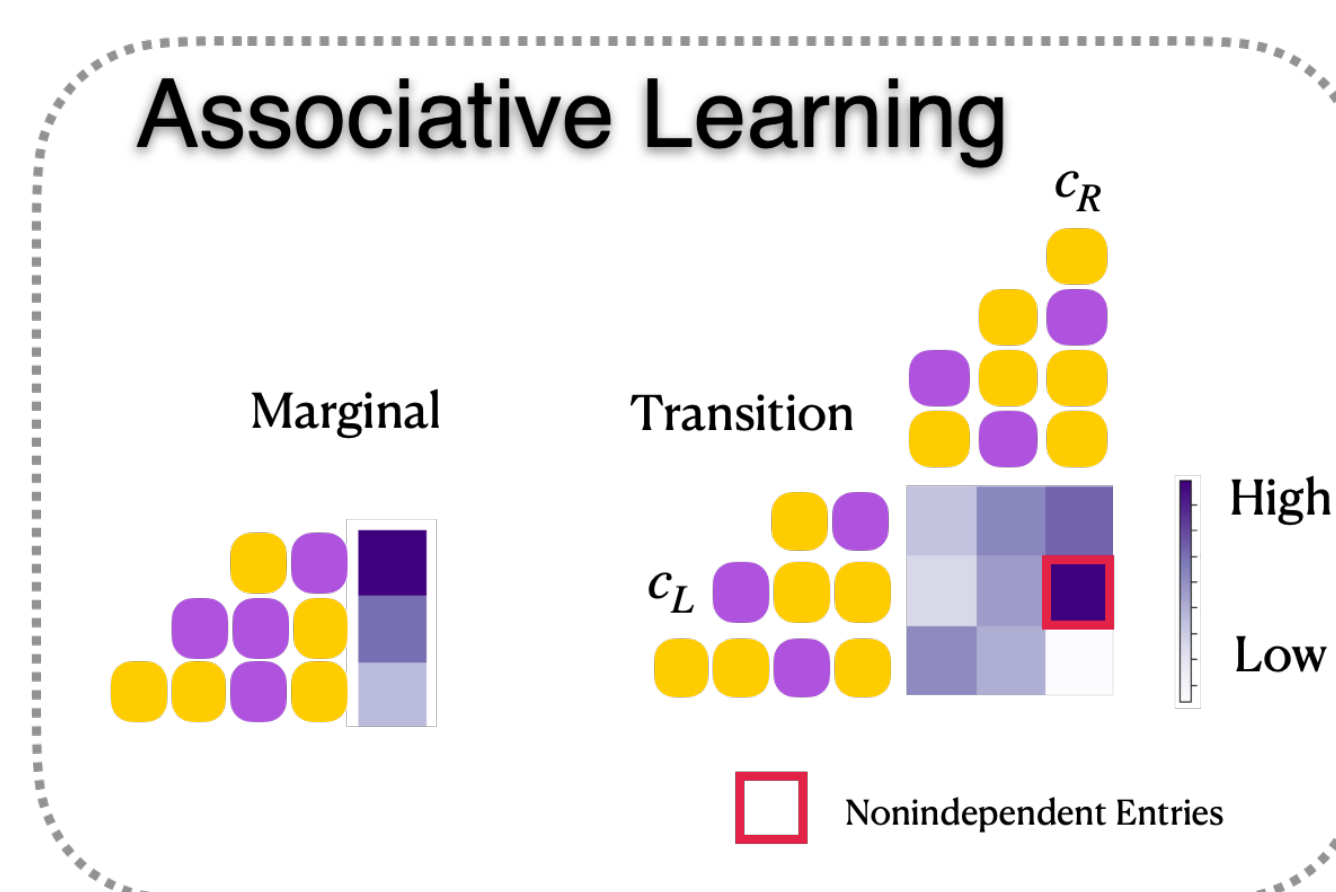 Associative Learning
c_R
Marginal
Transition
High
c_L
Low
Nonindependent Entries